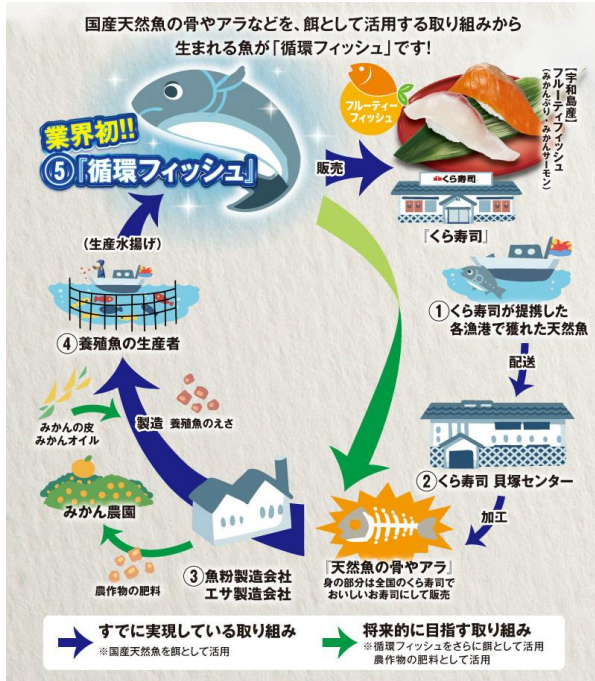 国産天然魚の骨やアラなどを、餌として活用する取り組みから
生まれる魚が「循環フィッシュ」です!
業界初!!
⑤『循環フィッシュ』
フルーティー
フィッシュ
【宇和島産】
フルーティフィッシュ
(みかんぶり・みかんサーモン)
販売
くら寿司
『くら寿司』
①くら寿司が提携した
各漁港で獲れた天然魚
配送
②くら寿司 貝塚センター
加工
『天然魚の骨やアラ』
身の部分は全国のくら寿司で
おいしいお寿司にして販売
③魚粉製造会社
エサ製造会社
製造
養殖魚のえさ
みかんの皮
みかんオイル
みかん農園
農作物の肥料
④養殖魚の生産者
(生産水揚げ)
すでに実現している取り組み
※国産天然魚を餌として活用
将来的に目指す取り組み
※循環フィッシュをさらに餌として活用
農作物の肥料として活用